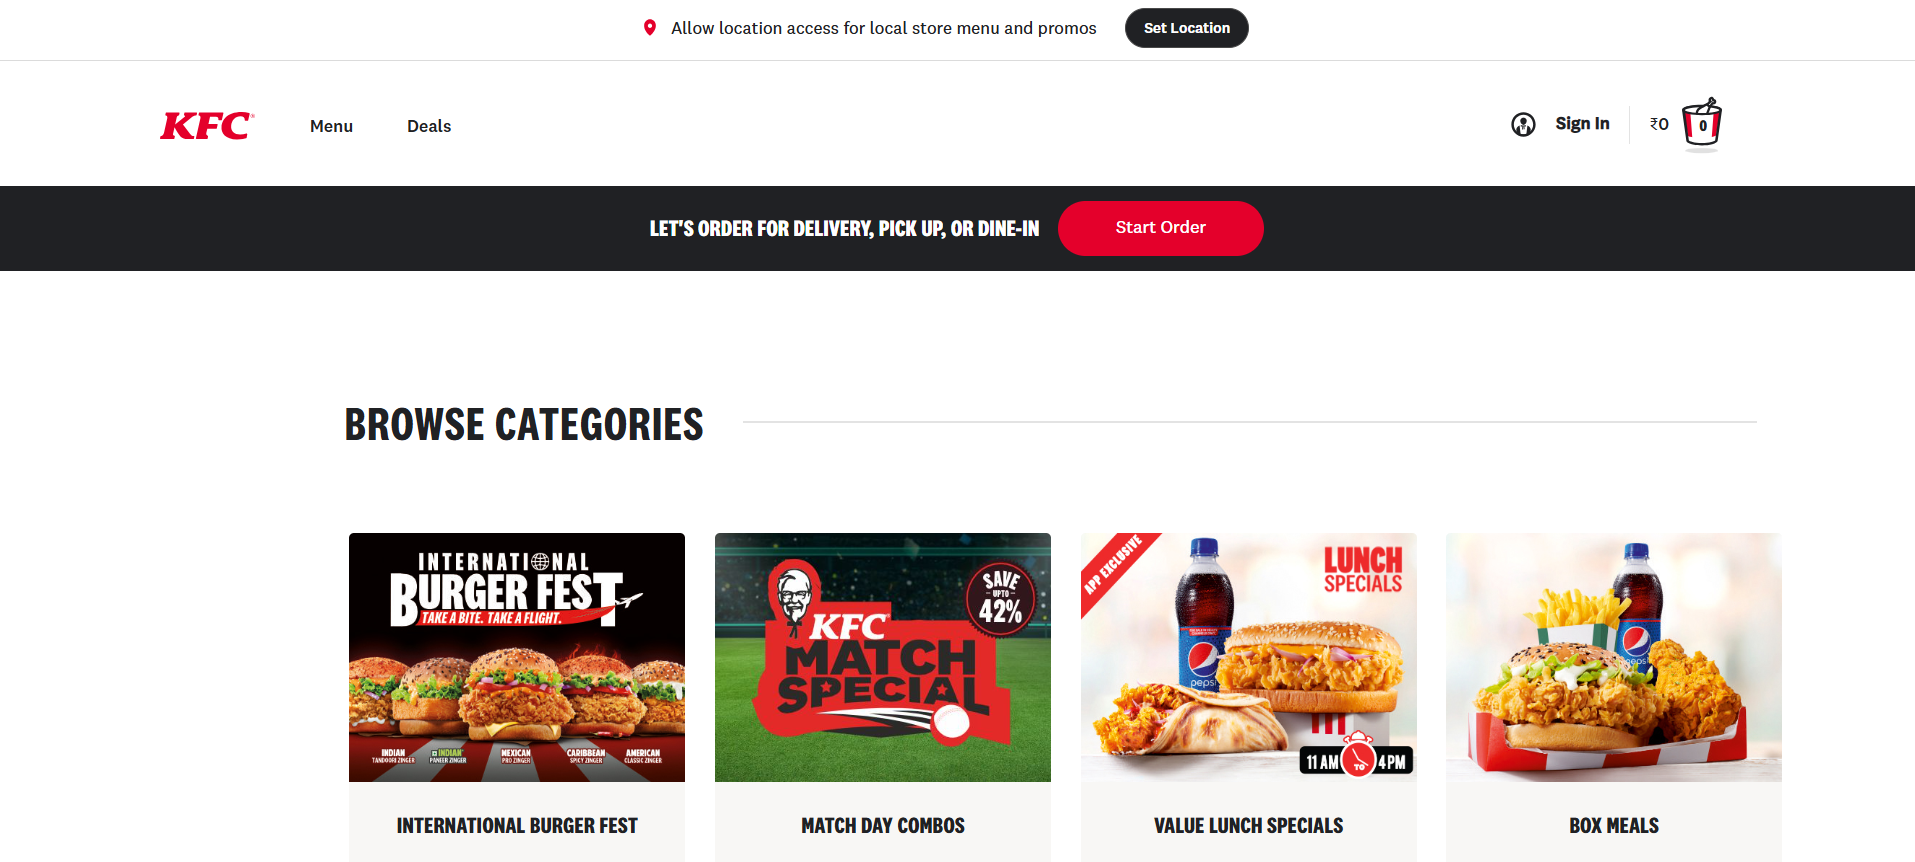 Allow location access for local store menu and promos
Set Location
KFC
Menu
Deals
Sign In
₹0
0
LET'S ORDER FOR DELIVERY, PICK UP, OR DINE-IN
Start Order
BROWSE CATEGORIES
INTERNATIONAL
BURGER FEST
TAKE A BITE. TAKE A FLIGHT.
INDIAN
TANDOORI ZINGER
INDIAN
PANEER ZINGER
MEXICAN
PRO ZINGER
CARIBBEAN
SPICY ZINGER
AMERICAN
CLASSIC ZINGER
INTERNATIONAL BURGER FEST
SAVE
UPTO
42%
KFC
MATCH
SPECIAL
MATCH DAY COMBOS
APP EXCLUSIVE
LUNCH
SPECIALS
pepsi
11 AM TO 4 PM
VALUE LUNCH SPECIALS
pepsi
BOX MEALS